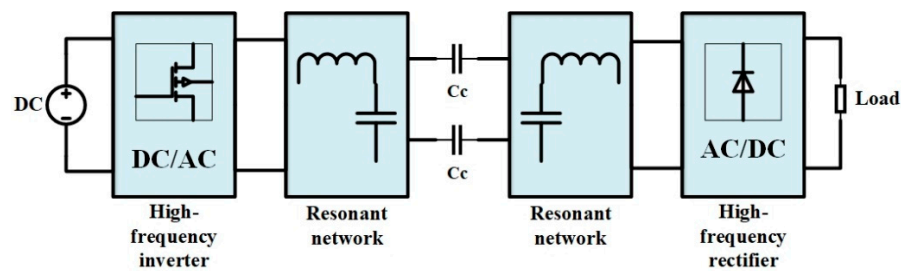 DC
DC/AC
Cc
Cc
AC/DC
Load
High-
frequency
inverter
Resonant
network
Resonant
network
High-
frequency
rectifier